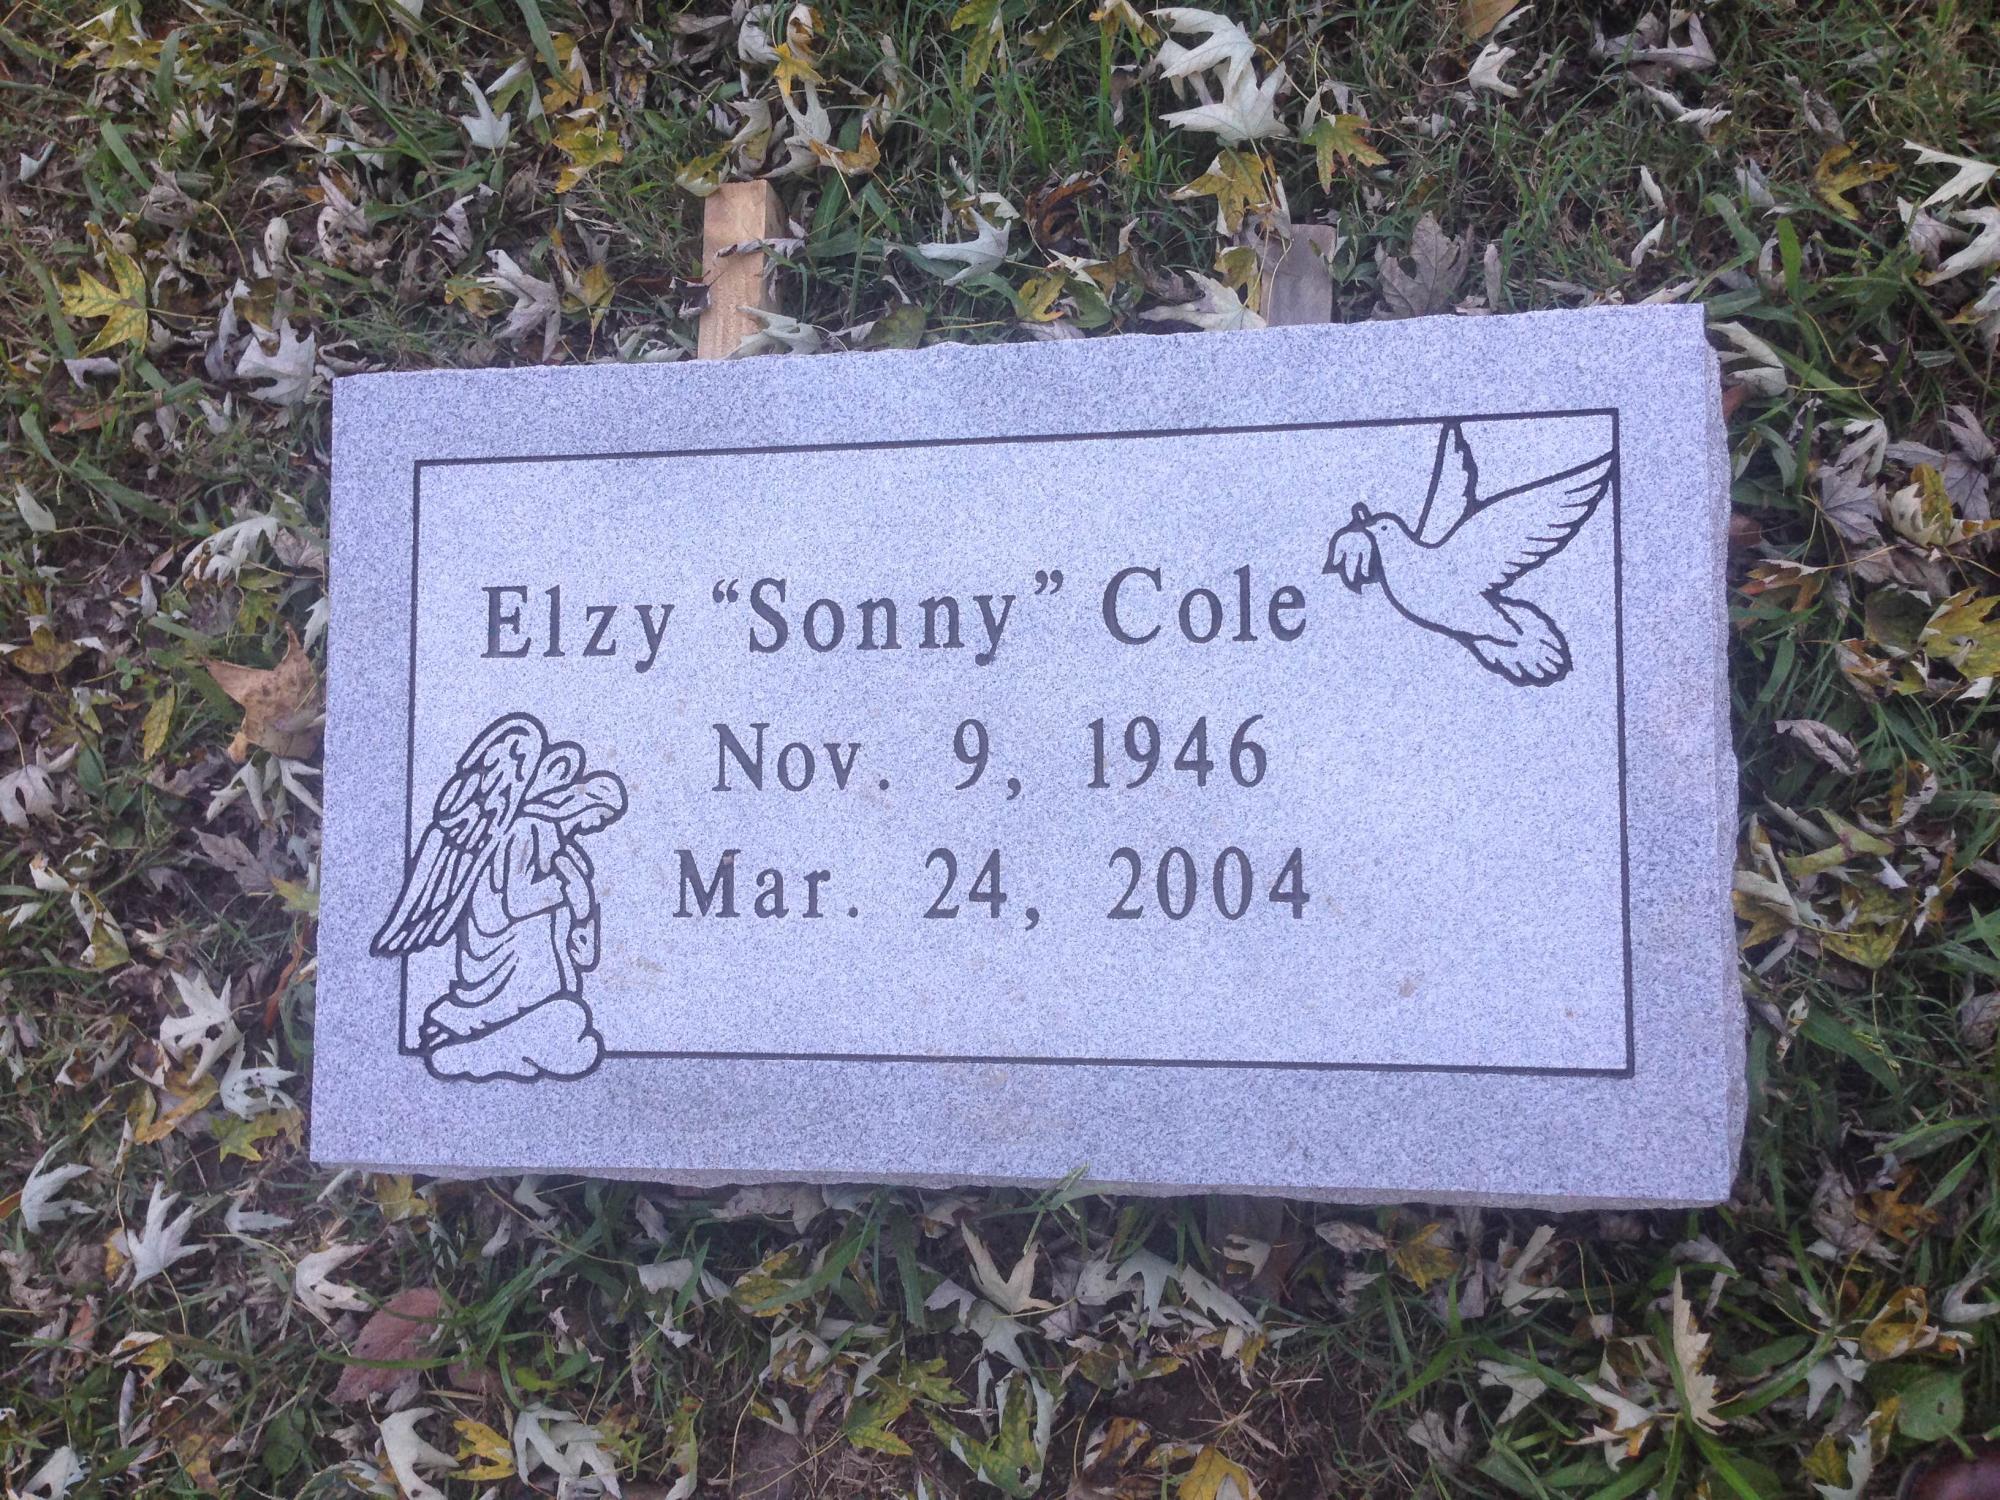 Elzy “Sonny” Cole
Nov. 9, 1946
Mar. 24, 2004